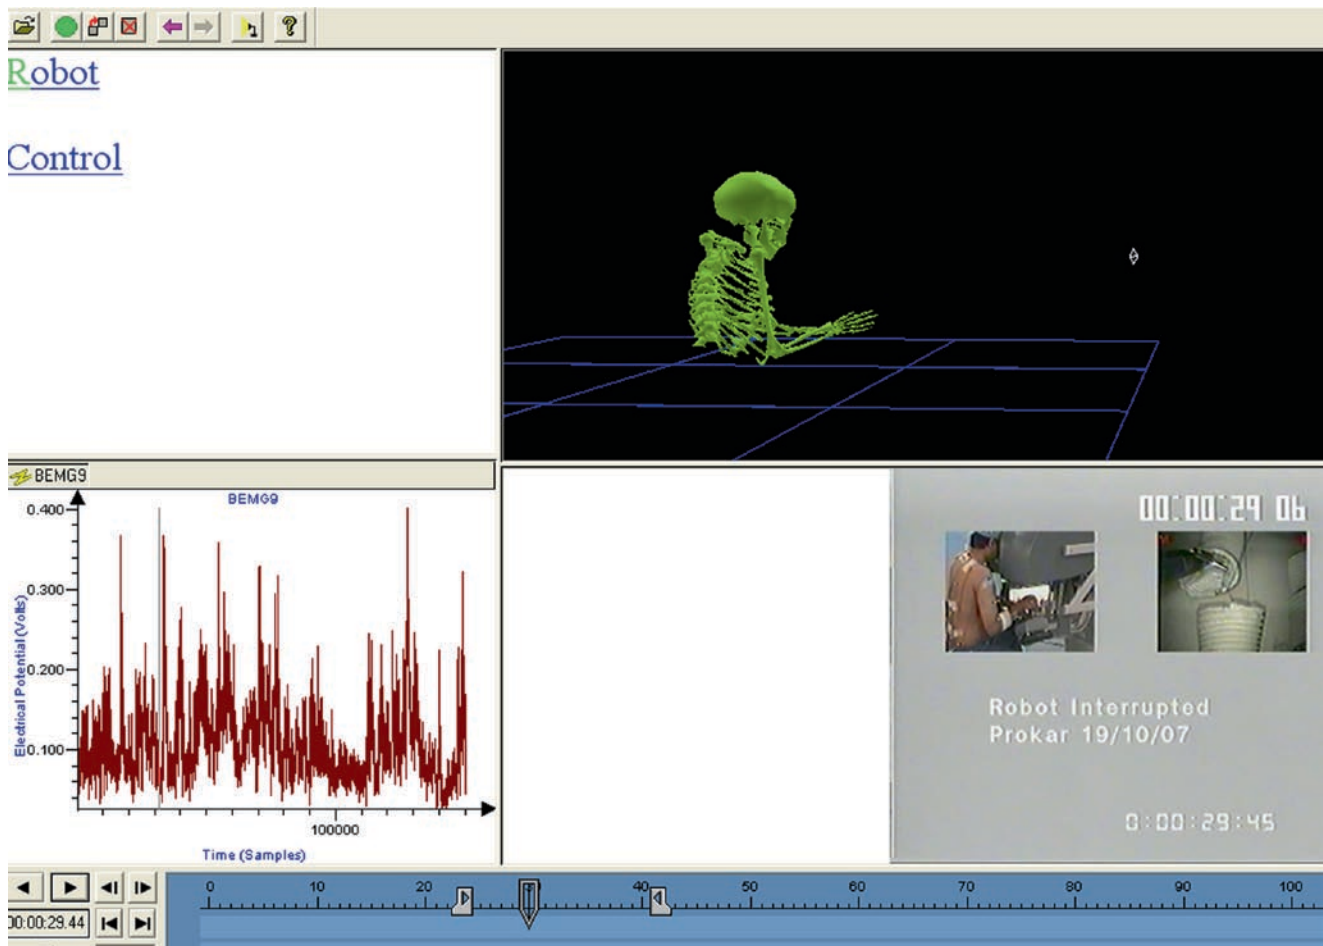 Robot
Control
BEMG9
BEMG9
0.400
0.300
0.200
0.100
Electrical Potential (Volts)
100000
Time (Samples)
00:00:29 06
Robot Interrupted
Prokar 19/10/07
0:00:29:45
0 10 20 40 50 60 70 80 90 100
00:00:29.44